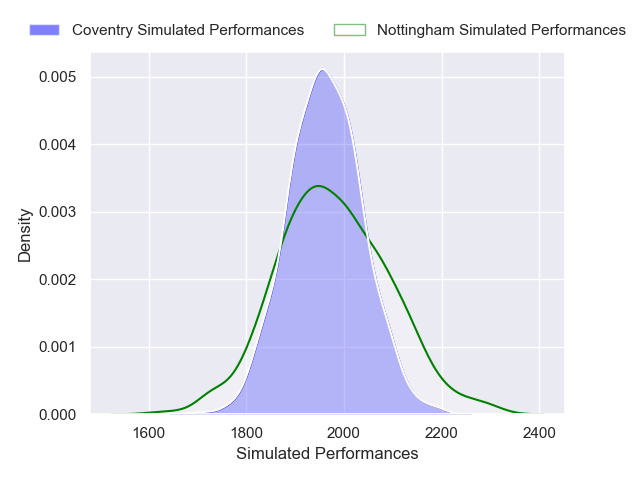 Coventry Simulated Performances Nottingham Simulated Performances
0.005
0.004
0.003
0.002
0.001
0.000
Density
1600 1800 2000 2200 2400
Simulated Performances